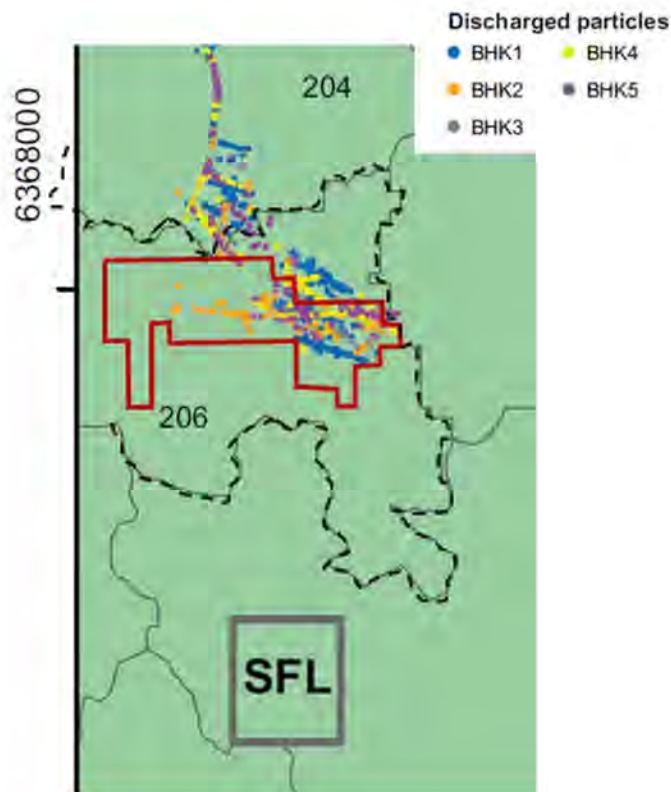 Discharged particles
BHK1
BHK4
BHK2
BHK5
BHK3
204
6368000
206
SFL